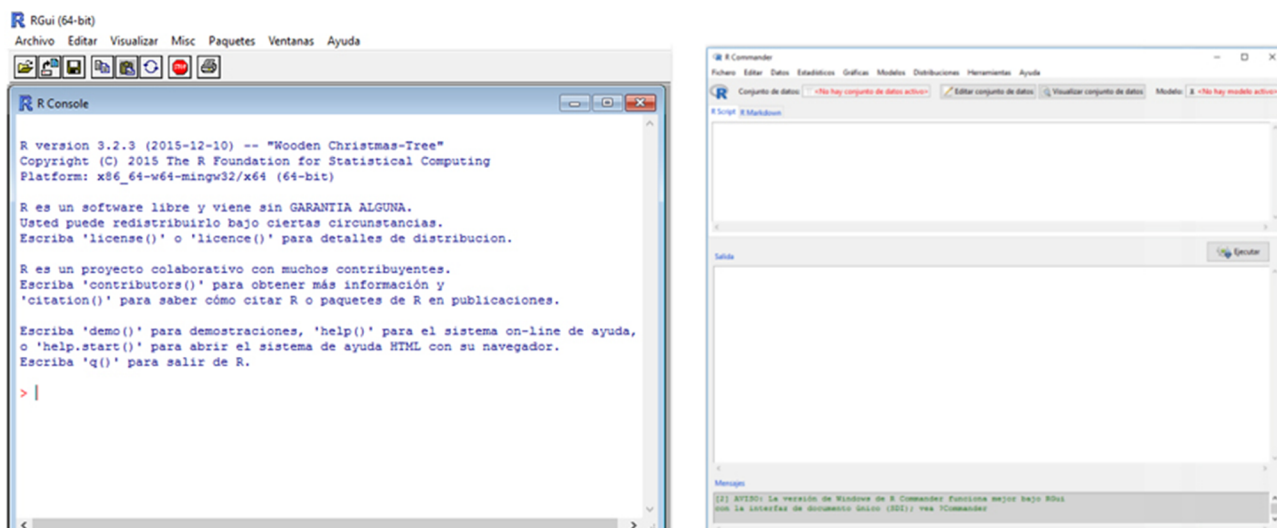 RGui (64-bit)
Archivo Editar Visualizar Misc Paquetes Ventanas Ayuda
R Console
R version 3.2.3 (2015-12-10) -- "Wooden Christmas-Tree"
Copyright (C) 2015 The R Foundation for Statistical Computing
Platform: x86_64-w64-mingw32/x64 (64-bit)
R es un software libre y viene sin GARANTIA ALGUNA.
Usted puede redistribuirlo bajo ciertas circunstancias.
Escriba 'license()' o 'licence()' para detalles de distribucion.
R es un proyecto colaborativo con muchos contribuyentes.
Escriba 'contributors()' para obtener más información y
'citation()' para saber cómo citar R o paquetes de R en publicaciones.
Escriba 'demo()' para demostraciones, 'help()' para el sistema on-line de ayuda,
o 'help.start()' para abrir el sistema de ayuda HTML con su navegador.
Escriba 'q()' para salir de R.
>
R Commander
Fichero Editar Datos Estadísticos Gráficas Modelos Distribuciones Herramientas Ayuda
Conjunto de datos: <No hay conjunto de datos activo> Editar conjunto de datos Visualizar conjunto de datos Modelo: Σ <No hay modelo activo>
R Script R Markdown
Salida
Ejecutar
Mensajes
[2] AVISO: La versión de Windows de R Commander funciona mejor bajo RGui
con la interfaz de documento único (SDI); vea ?Commander